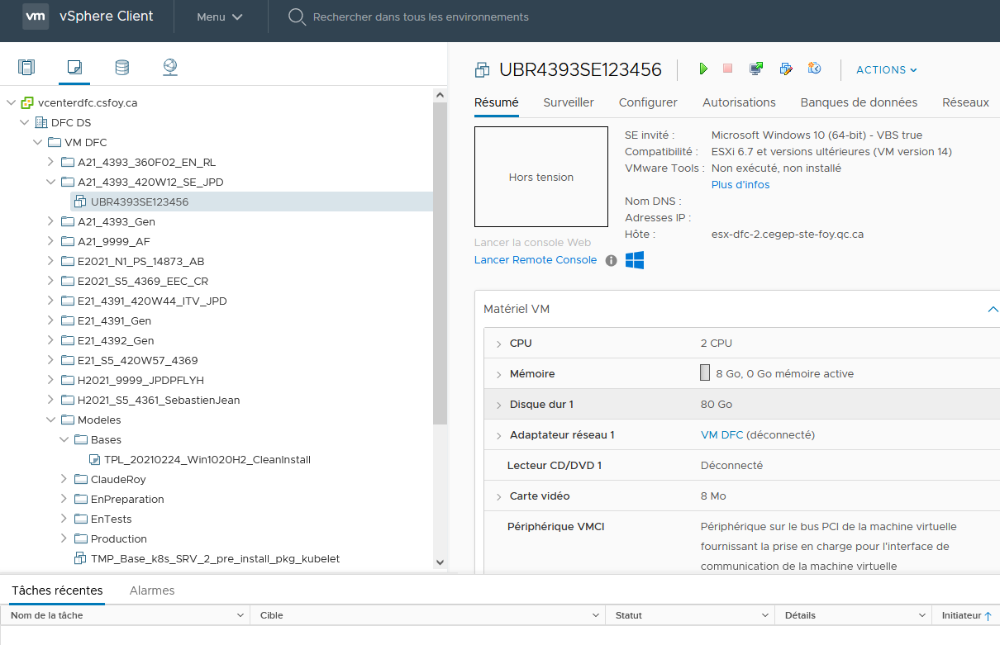 vm vSphere Client Menu Rechercher dans tous les environnements
vcenterdfc.csfoy.ca
DFC DS
VM DFC
A21_4393_360F02_EN_RL
A21_4393_420W12_SE_JPD
UBR4393SE123456
A21_4393_Gen
A21_9999_AF
E2021_N1_PS_14873_AB
E2021_S5_4369_EEC_CR
E21_4391_420W44_ITV_JPD
E21_4391_Gen
E21_4392_Gen
E21_S5_420W57_4369
H2021_9999_JPDPFLYH
H2021_S5_4361_SebastienJean
Modeles
Bases
TPL_20210224_Win1020H2_CleanInstall
ClaudeRoy
EnPreparation
EnTests
Production
TMP_Base_k8s_SRV_2_pre_install_pkg_kubelet
UBR4393SE123456 ACTIONS
Résumé Surveiller Configurer Autorisations Banques de données Réseaux
Hors tension
Lancer la console Web
Lancer Remote Console
SE invité : Microsoft Windows 10 (64-bit) - VBS true
Compatibilité : ESXi 6.7 et versions ultérieures (VM version 14)
VMware Tools : Non exécuté, non installé
Plus d'infos
Nom DNS :
Adresses IP :
Hôte : esx-dfc-2.cegep-ste-foy.qc.ca
Matériel VM
CPU 2 CPU
Mémoire 8 Go, 0 Go mémoire active
Disque dur 1 80 Go
Adaptateur réseau 1 VM DFC (déconnecté)
Lecteur CD/DVD 1 Déconnecté
Carte vidéo 8 Mo
Périphérique VMCI Périphérique sur le bus PCI de la machine virtuelle
fournissant la prise en charge pour l'interface de
communication de la machine virtuelle
Tâches récentes Alarmes
Nom de la tâche Cible Statut Détails Initiateur